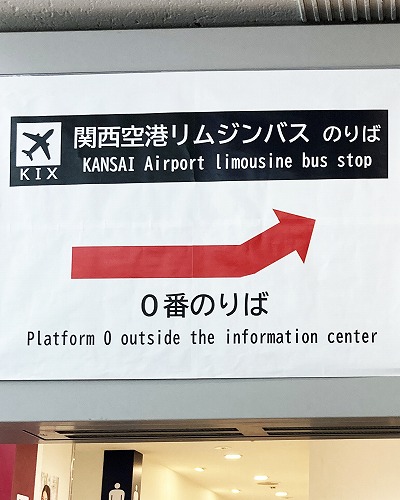 関西空港リムジンバス のりば
KIX
KANSAI Airport limousine bus stop
0番のりば
Platform 0 outside the information center